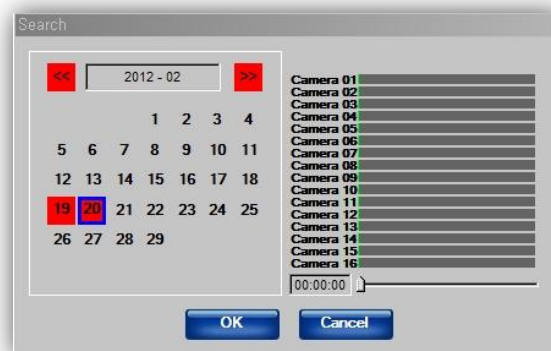 Search
<< 2012 - 02 >>
1 2 3 4
5 6 7 8 9 10 11
12 13 14 15 16 17 18
19 20 21 22 23 24 25
26 27 28 29
Camera 01
Camera 02
Camera 03
Camera 04
Camera 05
Camera 06
Camera 07
Camera 08
Camera 09
Camera 10
Camera 11
Camera 12
Camera 13
Camera 14
Camera 15
Camera 16
00:00:00
OK Cancel